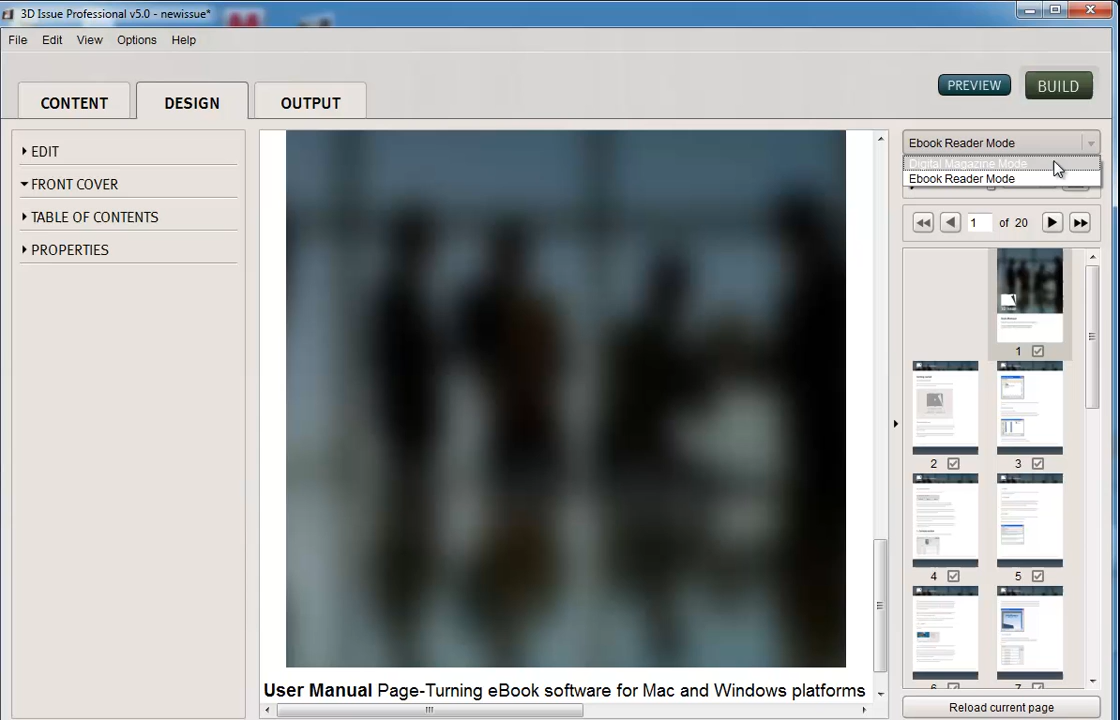 3D Issue Professional v5.0 - newissue*
File Edit View Options Help
CONTENT DESIGN OUTPUT PREVIEW BUILD
EDIT
FRONT COVER
TABLE OF CONTENTS
PROPERTIES
User Manual Page-Turning eBook software for Mac and Windows platforms
Ebook Reader Mode
Digital Magazine Mode
Ebook Reader Mode
1 of 20
1
2 3
4 5
Reload current page